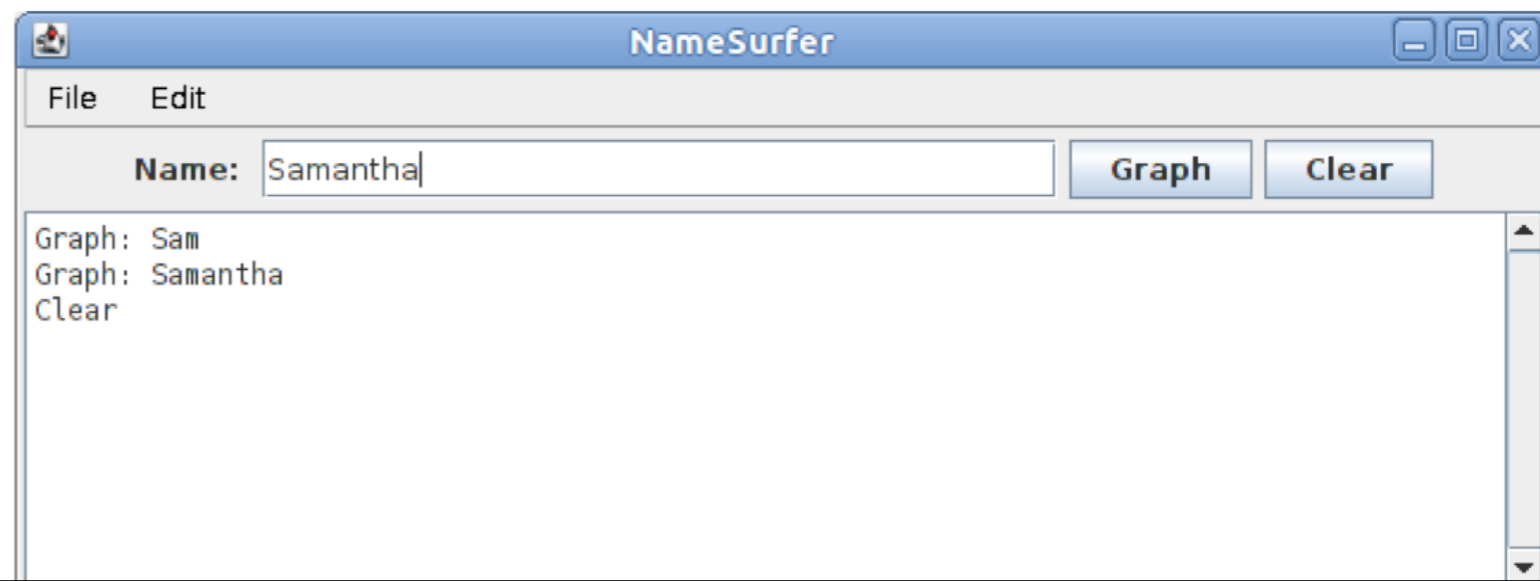 NameSurfer
File Edit
Name: Samantha Graph Clear
Graph: Sam
Graph: Samantha
Clear